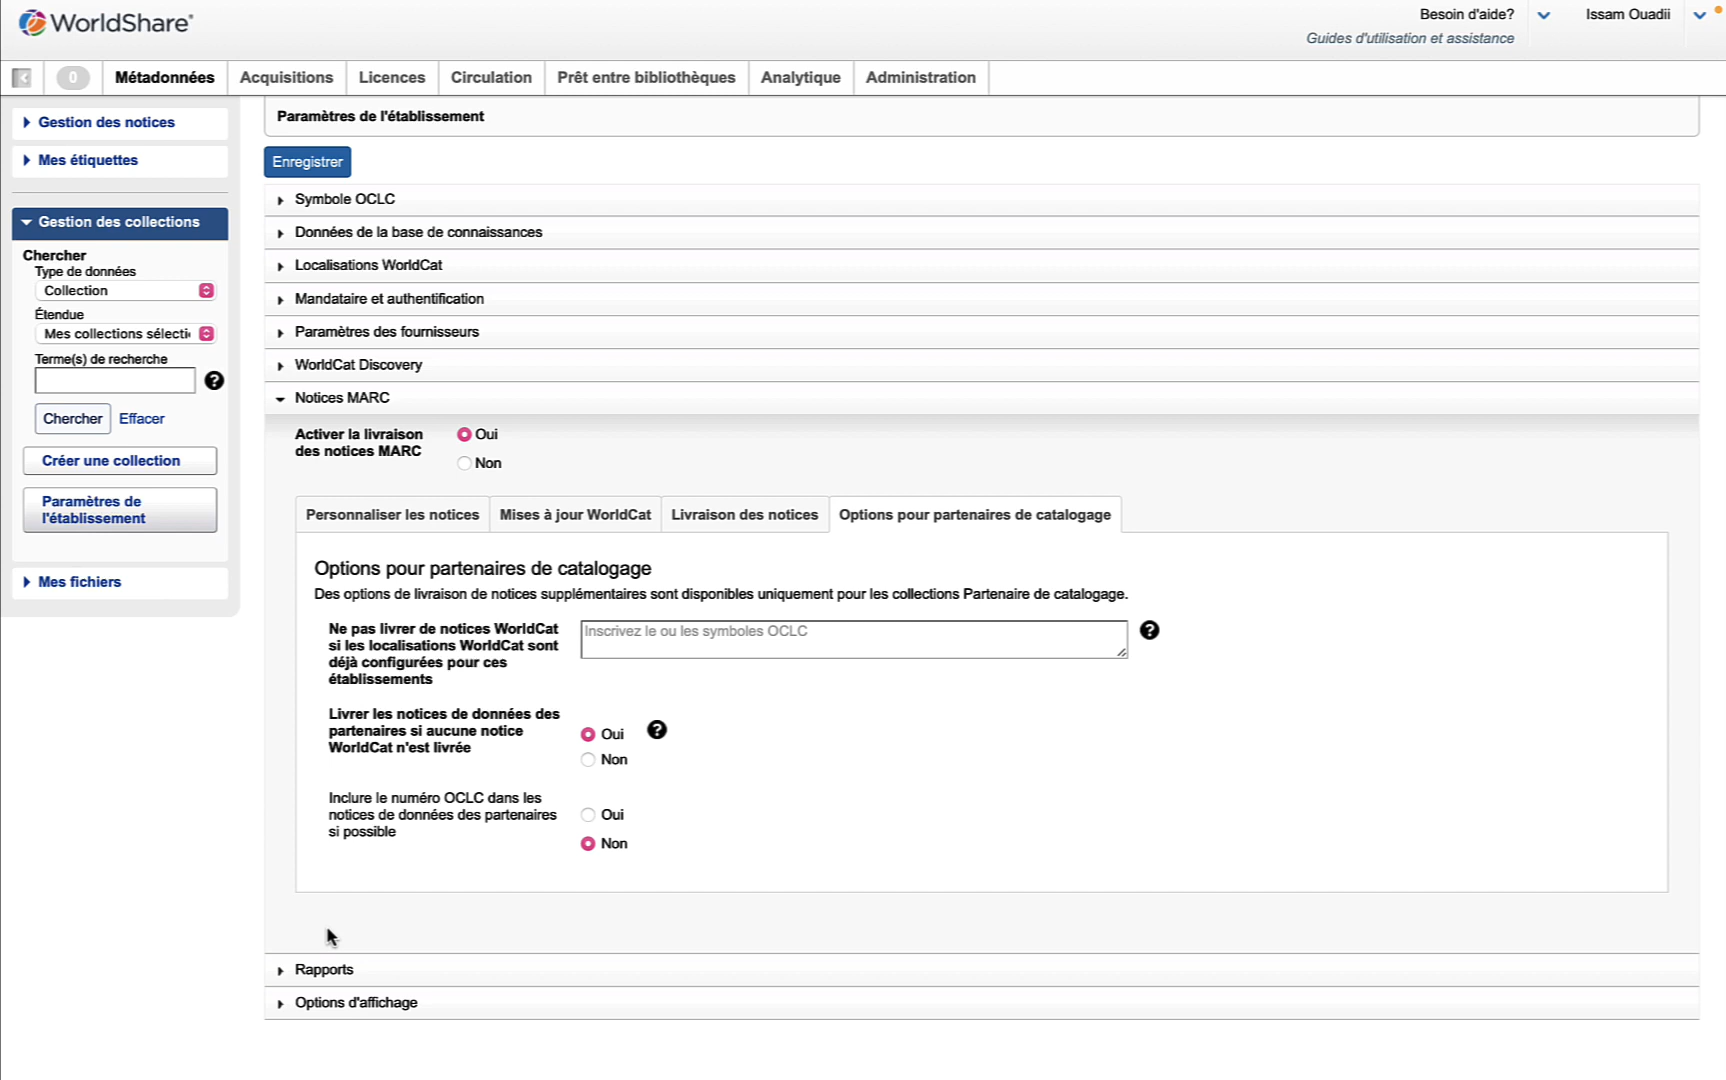 WorldShare®
Besoin d'aide?
Issam Ouadii
Guides d'utilisation et assistance
0
Métadonnées
Acquisitions
Licences
Circulation
Prêt entre bibliothèques
Analytique
Administration
Gestion des notices
Mes étiquettes
Gestion des collections
Chercher
Type de données
Collection
Étendue
Mes collections sélecti
Terme(s) de recherche
?
Chercher
Effacer
Créer une collection
Paramètres de
l'établissement
Mes fichiers
Paramètres de l'établissement
Enregistrer
Symbole OCLC
Données de la base de connaissances
Localisations WorldCat
Mandataire et authentification
Paramètres des fournisseurs
WorldCat Discovery
Notices MARC
Activer la livraison
des notices MARC
Oui
Non
Personnaliser les notices
Mises à jour WorldCat
Livraison des notices
Options pour partenaires de catalogage
Options pour partenaires de catalogage
Des options de livraison de notices supplémentaires sont disponibles uniquement pour les collections Partenaire de catalogage.
Ne pas livrer de notices WorldCat
si les localisations WorldCat sont
déjà configurées pour ces
établissements
Inscrivez le ou les symboles OCLC
?
Livrer les notices de données des
partenaires si aucune notice
WorldCat n'est livrée
Oui
?
Non
Inclure le numéro OCLC dans les
notices de données des partenaires
si possible
Oui
Non
Rapports
Options d'affichage